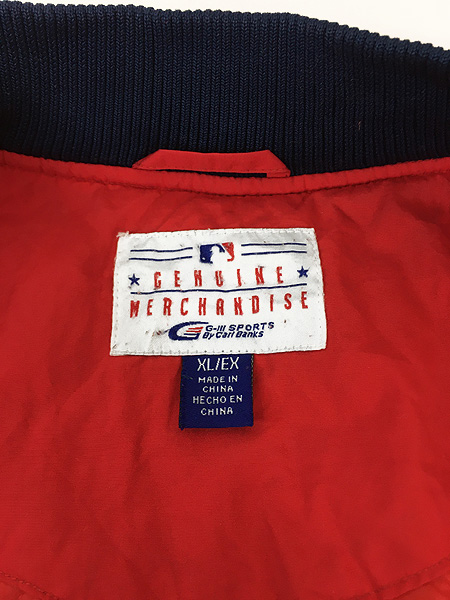 GENUINE
MERCHANDISE
G-III SPORTS
By Carl Banks
XL/EX
MADE IN
CHINA
HECHO EN
CHINA